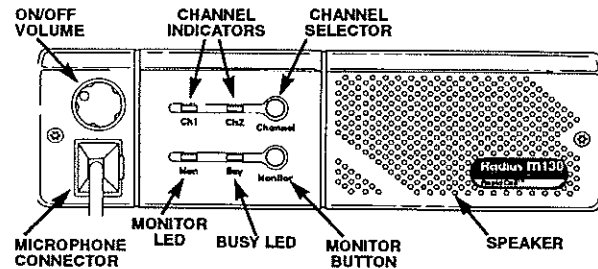 ON/OFF
VOLUME
CHANNEL
INDICATORS
CHANNEL
SELECTOR
Ch1
Ch2
Channel
Mon
Bsy
Monitor
Radius m130
MICROPHONE
CONNECTOR
MONITOR
LED
BUSY LED
MONITOR
BUTTON
SPEAKER